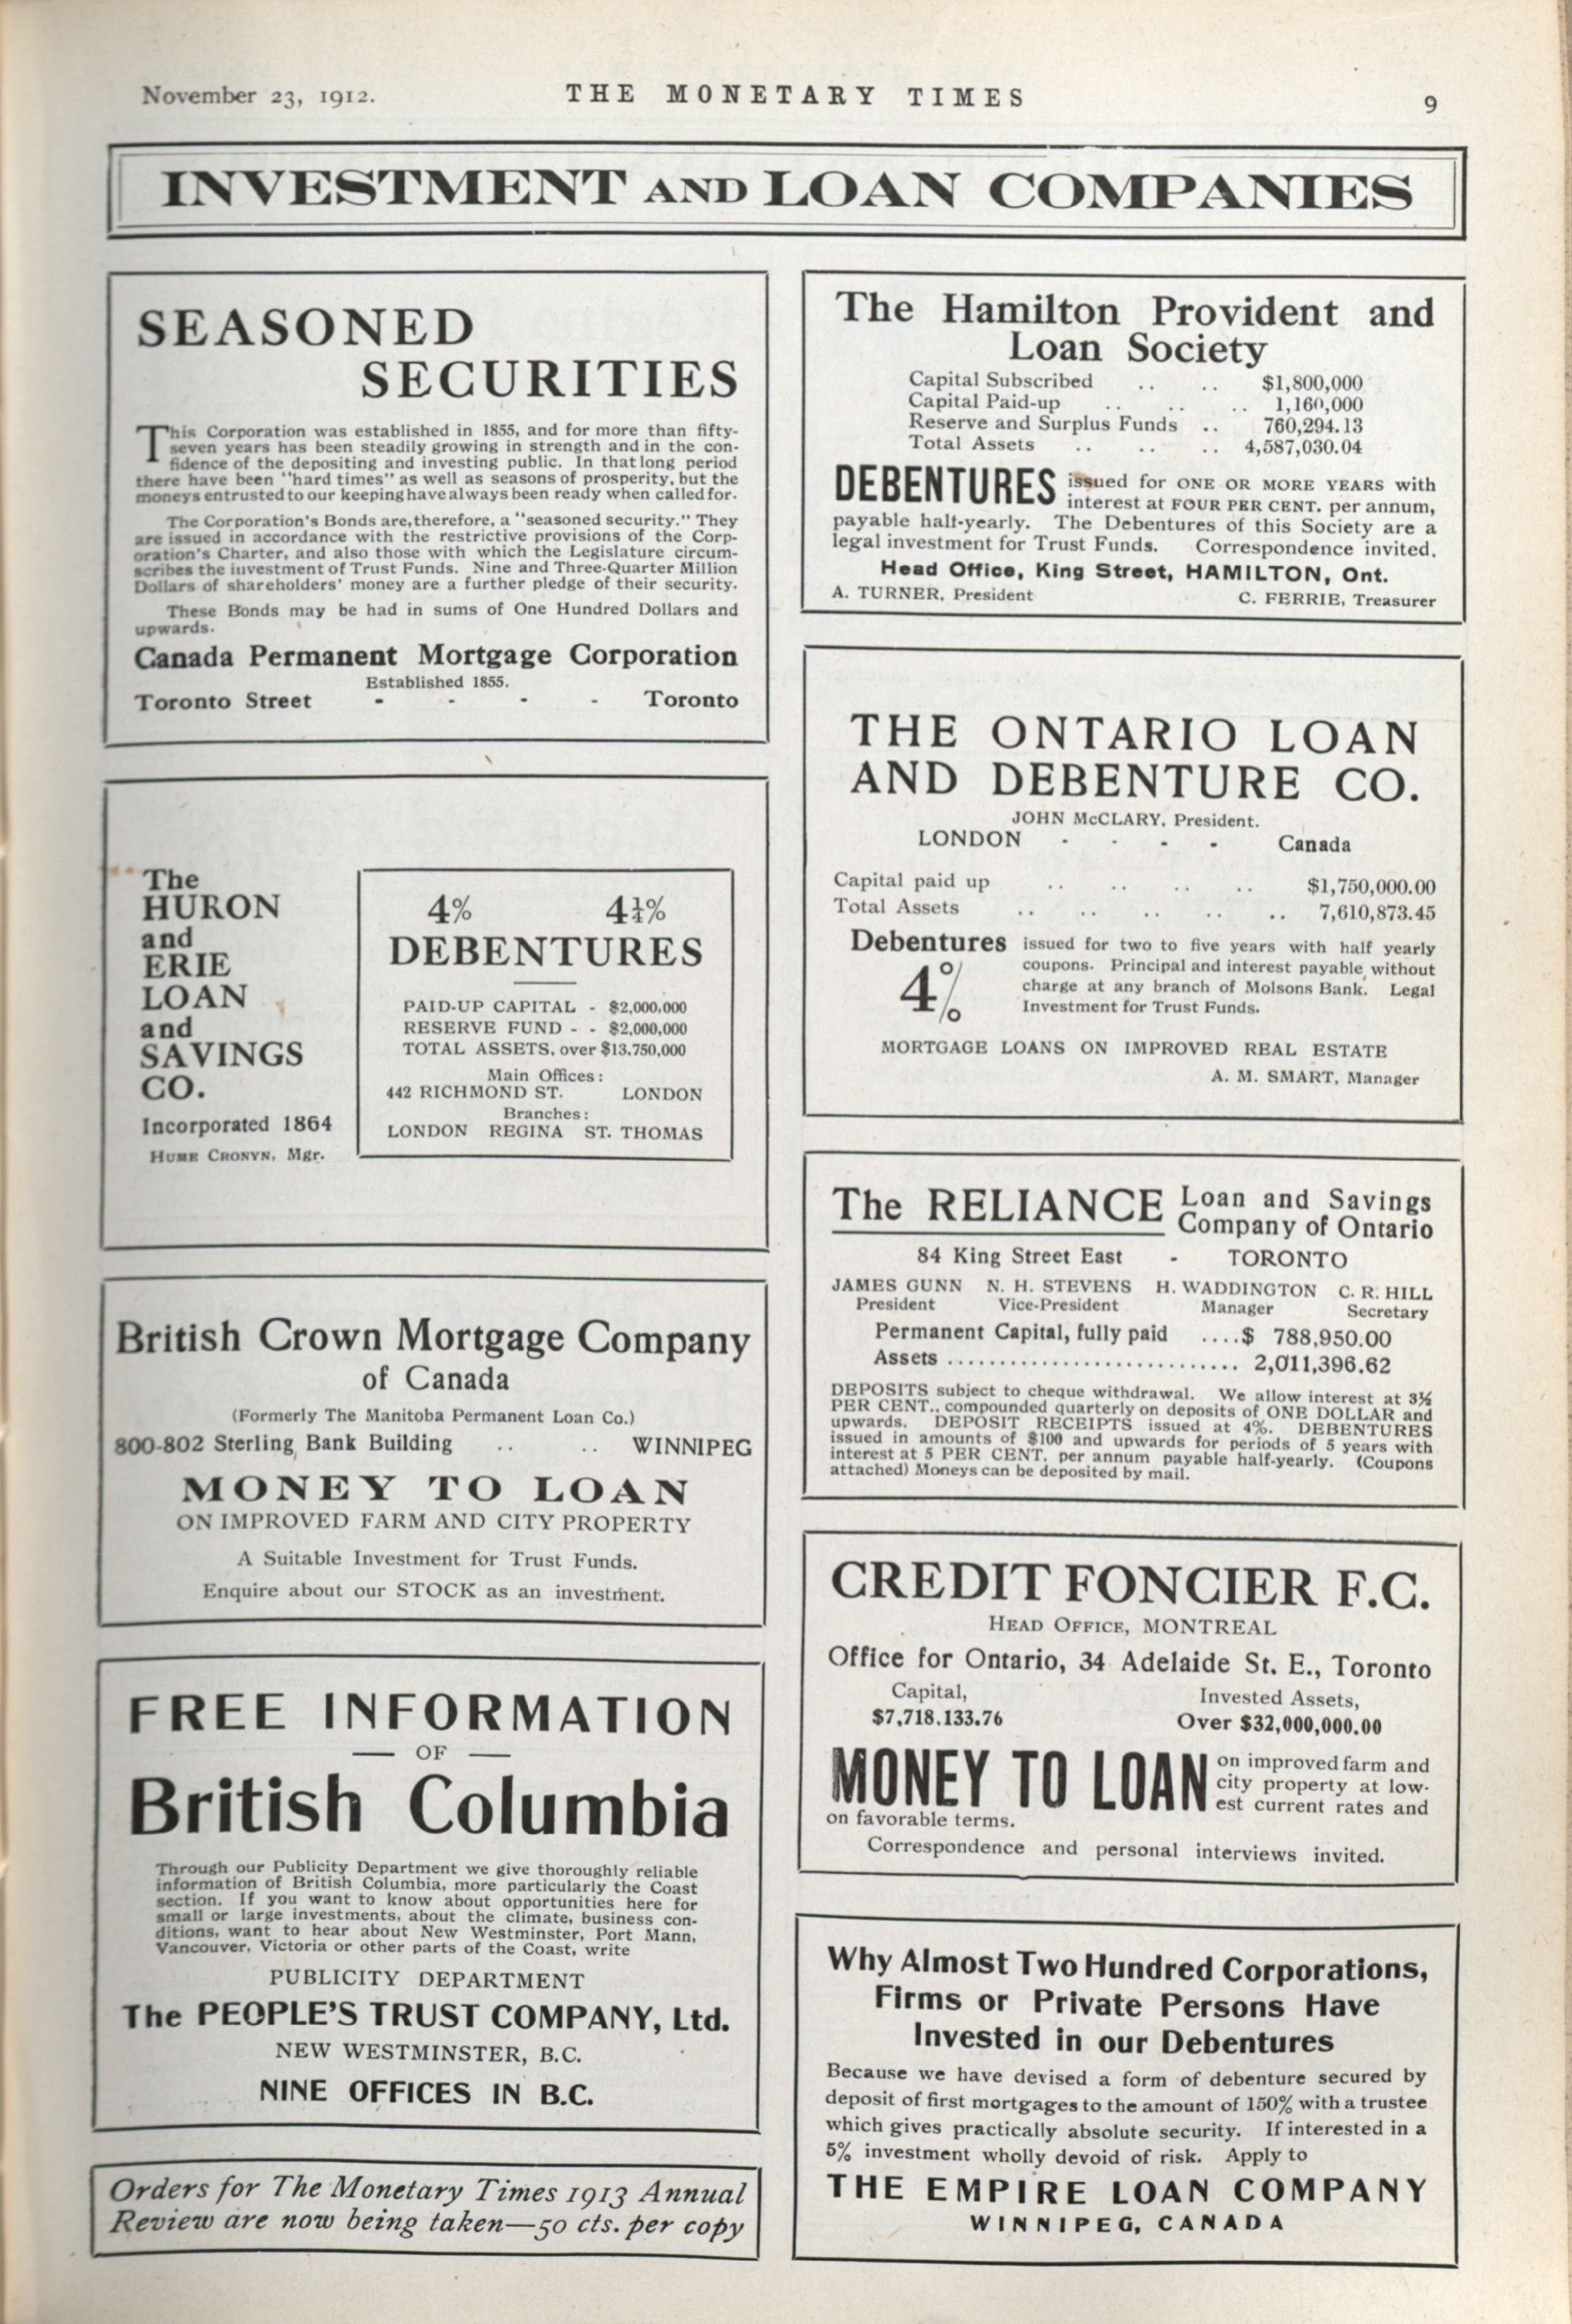 November 23, 1912.
THE MONETARY TIMES
9
INVESTMENT AND LOAN COMPANIES
SEASONED
SECURITIES
This Corporation was established in 1855, and for more than fifty-
seven years has been steadily growing in strength and in the con-
fidence of the depositing and investing public. In that long period
there have been "hard times" as well as seasons of prosperity, but the
moneys entrusted to our keeping have always been ready when called for.
The Corporation's Bonds are, therefore, a "seasoned security." They
are issued in accordance with the restrictive provisions of the Corp-
oration's Charter, and also those with which the Legislature circum-
scribes the investment of Trust Funds. Nine and Three-Quarter Million
Dollars of shareholders' money are a further pledge of their security.
These Bonds may be had in sums of One Hundred Dollars and
upwards.
Canada Permanent Mortgage Corporation
Established 1855.
Toronto Street - - - - Toronto
The
HURON
and
ERIE
LOAN
and
SAVINGS
CO.
Incorporated 1864
HUME CRONYN, Mgr.
4% 4½%
DEBENTURES
PAID-UP CAPITAL - $2,000,000
RESERVE FUND - - $2,000,000
TOTAL ASSETS, over $13,750,000
Main Offices:
442 RICHMOND ST. LONDON
Branches:
LONDON REGINA ST. THOMAS
British Crown Mortgage Company
of Canada
(Formerly The Manitoba Permanent Loan Co.)
800-802 Sterling Bank Building .. .. WINNIPEG
MONEY TO LOAN
ON IMPROVED FARM AND CITY PROPERTY
A Suitable Investment for Trust Funds.
Enquire about our STOCK as an investment.
FREE INFORMATION
— OF —
British Columbia
Through our Publicity Department we give thoroughly reliable
information of British Columbia, more particularly the Coast
section. If you want to know about opportunities here for
small or large investments, about the climate, business con-
ditions, want to hear about New Westminster, Port Mann,
Vancouver, Victoria or other parts of the Coast, write
PUBLICITY DEPARTMENT
The PEOPLE'S TRUST COMPANY, Ltd.
NEW WESTMINSTER, B.C.
NINE OFFICES IN B.C.
Orders for The Monetary Times 1913 Annual
Review are now being taken—50 cts. per copy
The Hamilton Provident and
Loan Society
Capital Subscribed .. .. $1,800,000
Capital Paid-up .. .. .. 1,160,000
Reserve and Surplus Funds .. 760,294.13
Total Assets .. .. .. 4,587,030.04
DEBENTURES issued for ONE OR MORE YEARS with
interest at FOUR PER CENT. per annum,
payable half-yearly. The Debentures of this Society are a
legal investment for Trust Funds. Correspondence invited.
Head Office, King Street, HAMILTON, Ont.
A. TURNER, President C. FERRIE, Treasurer
THE ONTARIO LOAN
AND DEBENTURE CO.
JOHN McCLARY, President.
LONDON - - - - Canada
Capital paid up .. .. .. .. $1,750,000.00
Total Assets .. .. .. .. .. 7,610,873.45
Debentures issued for two to five years with half yearly
4% coupons. Principal and interest payable without
charge at any branch of Molsons Bank. Legal
Investment for Trust Funds.
MORTGAGE LOANS ON IMPROVED REAL ESTATE
A. M. SMART, Manager
The RELIANCE Loan and Savings
Company of Ontario
84 King Street East - TORONTO
JAMES GUNN N. H. STEVENS H. WADDINGTON C. R. HILL
President Vice-President Manager Secretary
Permanent Capital, fully paid ....$ 788,950.00
Assets ............................ 2,011,396.62
DEPOSITS subject to cheque withdrawal. We allow interest at 3½
PER CENT., compounded quarterly on deposits of ONE DOLLAR and
upwards. DEPOSIT RECEIPTS issued at 4%. DEBENTURES
issued in amounts of $100 and upwards for periods of 5 years with
interest at 5 PER CENT. per annum payable half-yearly. (Coupons
attached) Moneys can be deposited by mail.
CREDIT FONCIER F.C.
HEAD OFFICE, MONTREAL
Office for Ontario, 34 Adelaide St. E., Toronto
Capital, Invested Assets,
$7,718.133.76 Over $32,000,000.00
MONEY TO LOAN on improved farm and
city property at low-
est current rates and
on favorable terms.
Correspondence and personal interviews invited.
Why Almost Two Hundred Corporations,
Firms or Private Persons Have
Invested in our Debentures
Because we have devised a form of debenture secured by
deposit of first mortgages to the amount of 150% with a trustee
which gives practically absolute security. If interested in a
5% investment wholly devoid of risk. Apply to
THE EMPIRE LOAN COMPANY
WINNIPEG, CANADA